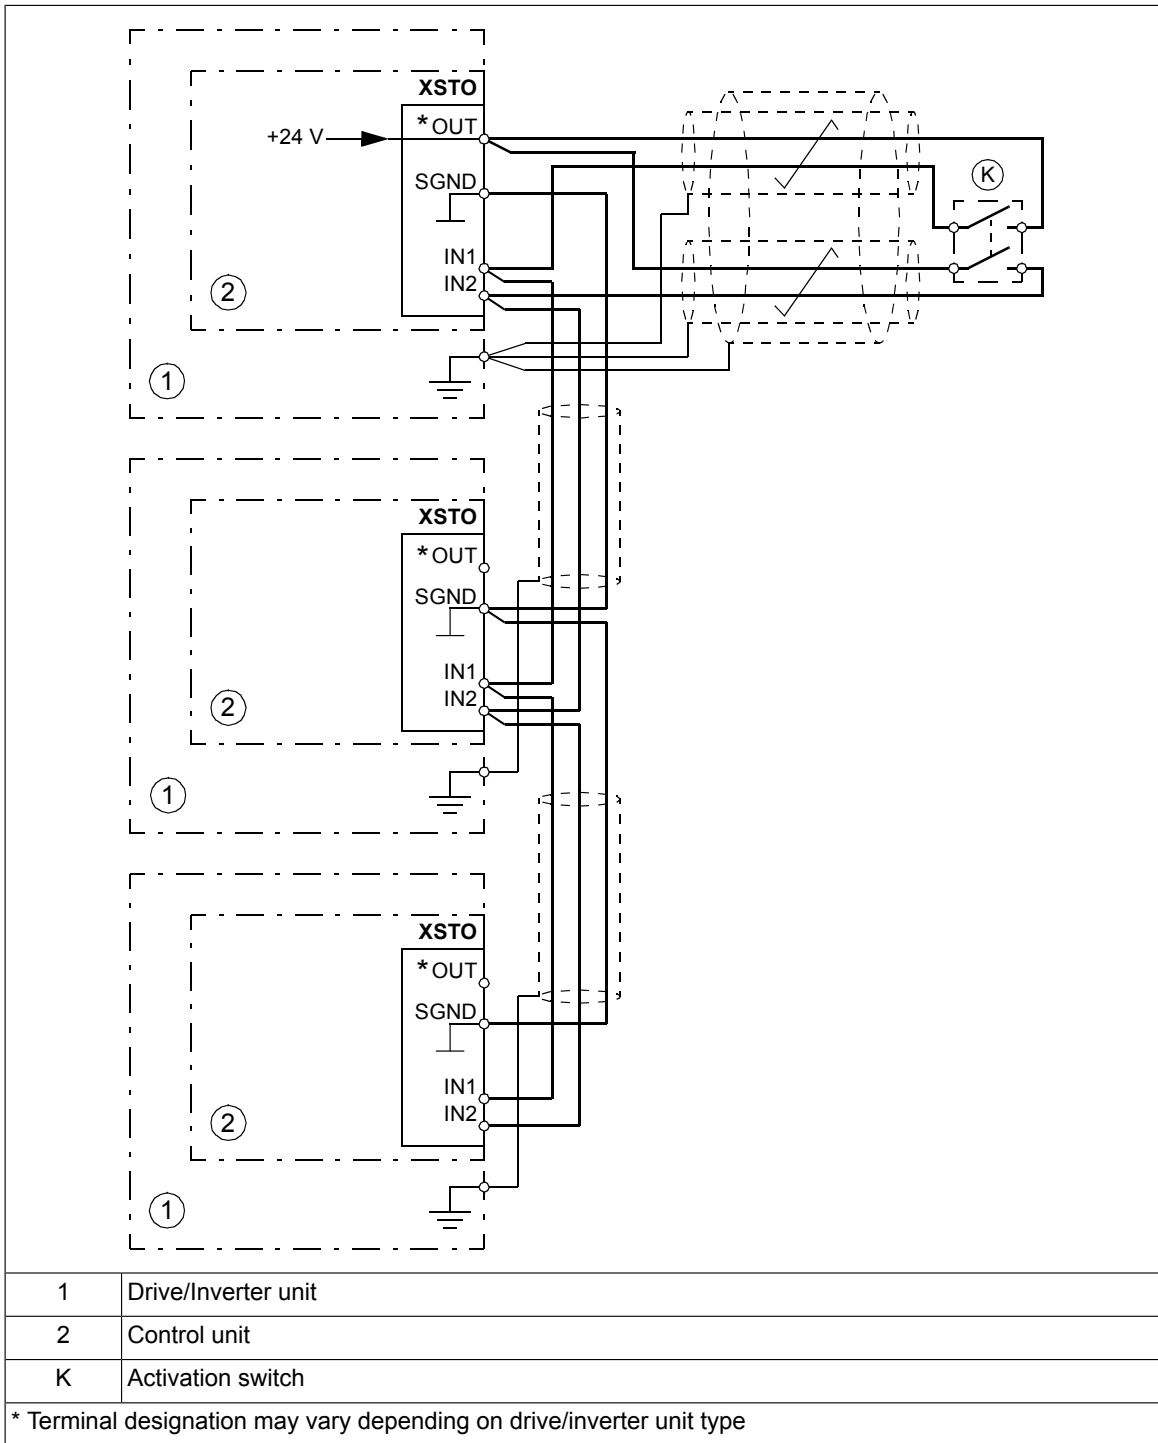 XSTO
* OUT
+24 V
SGND
K
IN1
IN2
2
1
XSTO
* OUT
SGND
IN1
IN2
2
1
XSTO
* OUT
SGND
IN1
IN2
2
1
1 Drive/Inverter unit
2 Control unit
K Activation switch
* Terminal designation may vary depending on drive/inverter unit type